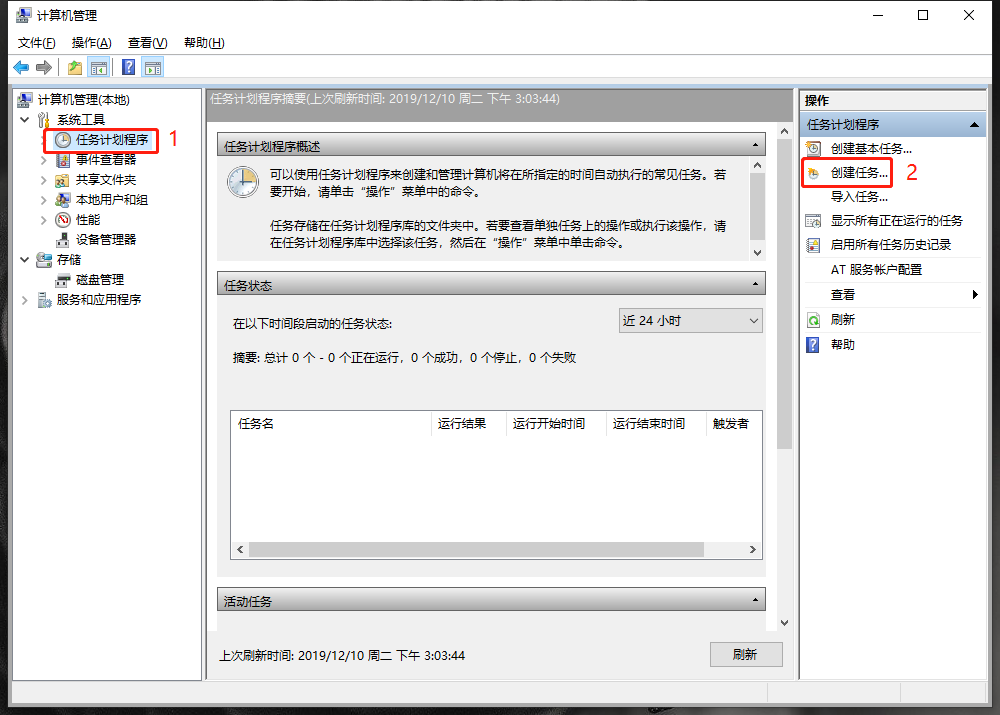 计算机管理
文件(F) 操作(A) 查看(V) 帮助(H)
计算机管理(本地)
系统工具
任务计划程序 1
事件查看器
共享文件夹
本地用户和组
性能
设备管理器
存储
磁盘管理
服务和应用程序
任务计划程序摘要(上次刷新时间: 2019/12/10 周二 下午 3:03:44)
任务计划程序概述
可以使用任务计划程序来创建和管理计算机将在所指定的时间自动执行的常见任务。若
要开始，请单击“操作”菜单中的命令。
任务存储在任务计划程序库的文件夹中。若要查看单独任务上的操作或执行该操作，请
在任务计划程序库中选择该任务，然后在“操作”菜单中单击命令。
任务状态
在以下时间段启动的任务状态: 近 24 小时
摘要: 总计 0 个 - 0 个正在运行，0 个成功，0 个停止，0 个失败
任务名 运行结果 运行开始时间 运行结束时间 触发者
活动任务
上次刷新时间: 2019/12/10 周二 下午 3:03:44 刷新
操作
任务计划程序
创建基本任务...
创建任务... 2
导入任务...
显示所有正在运行的任务
启用所有任务历史记录
AT 服务帐户配置
查看
刷新
帮助